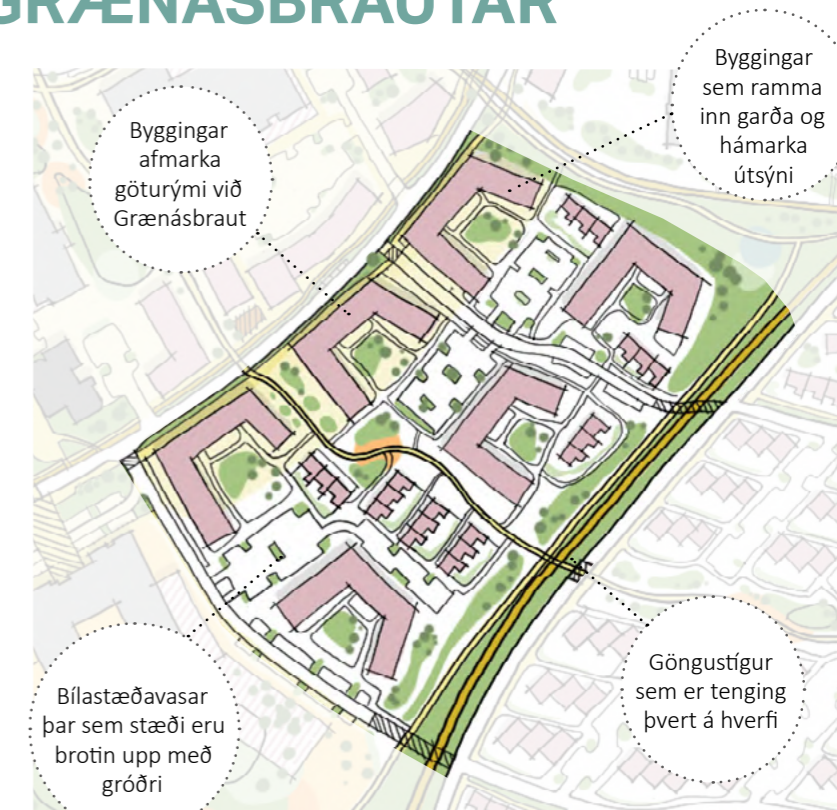 GRÆNÁSBRAUTAR
Byggingar
sem ramma
inn garða og
hámarka
útsýni
Byggingar
afmarka
göturými við
Grænásbraut
Göngustígur
sem er tenging
þvert á hverfi
Bílastæðavasar
þar sem stæði eru
brotin upp með
gróðri